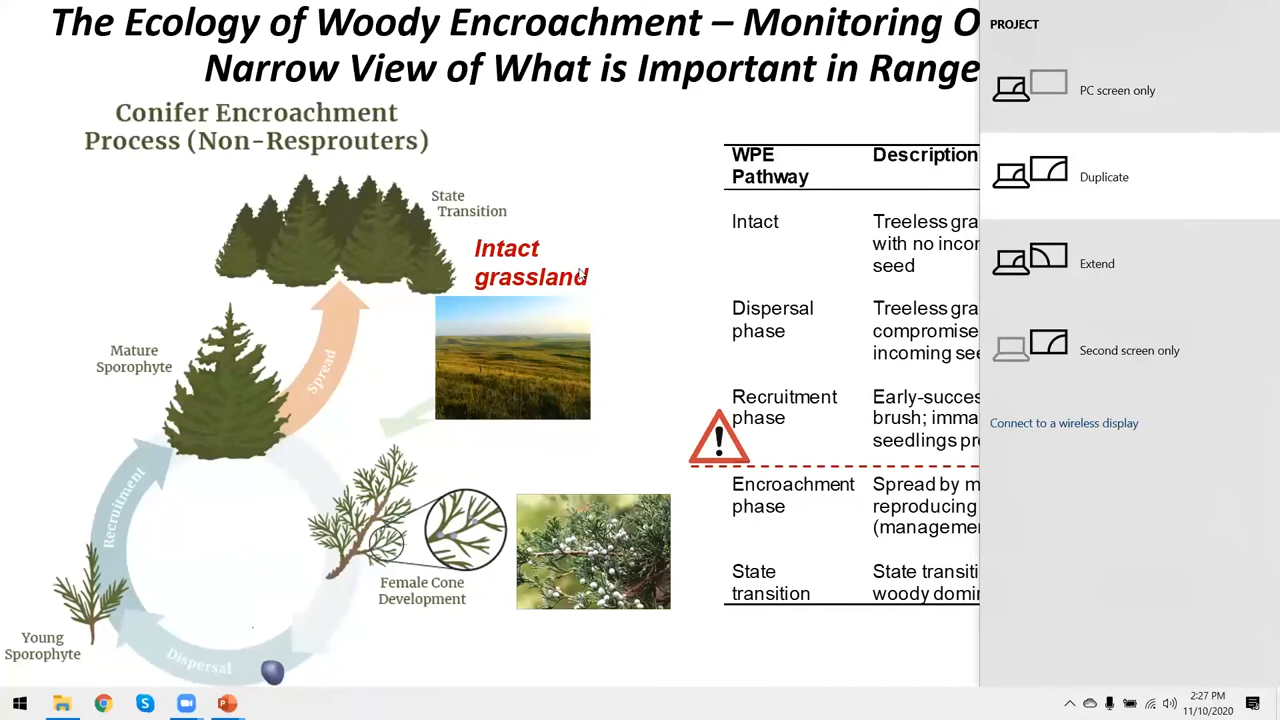 The Ecology of Woody Encroachment – Monitoring O
Narrow View of What is Important in Range
Conifer Encroachment
Process (Non-Resprouters)
State
Transition
Intact
grassland
Mature
Sporophyte
Spread
Recruitment
Female Cone
Development
Young
Sporophyte
Dispersal
WPE
Pathway
Description
Intact
Treeless gra
with no incor
seed
Dispersal
phase
Treeless gra
compromise
incoming see
Recruitment
phase
Early-succes
brush; imma
seedlings pr
Encroachment
phase
Spread by m
reproducing
(managemen
State
transition
State transiti
woody domin
PROJECT
PC screen only
Duplicate
Extend
Second screen only
Connect to a wireless display
2:27 PM
11/10/2020